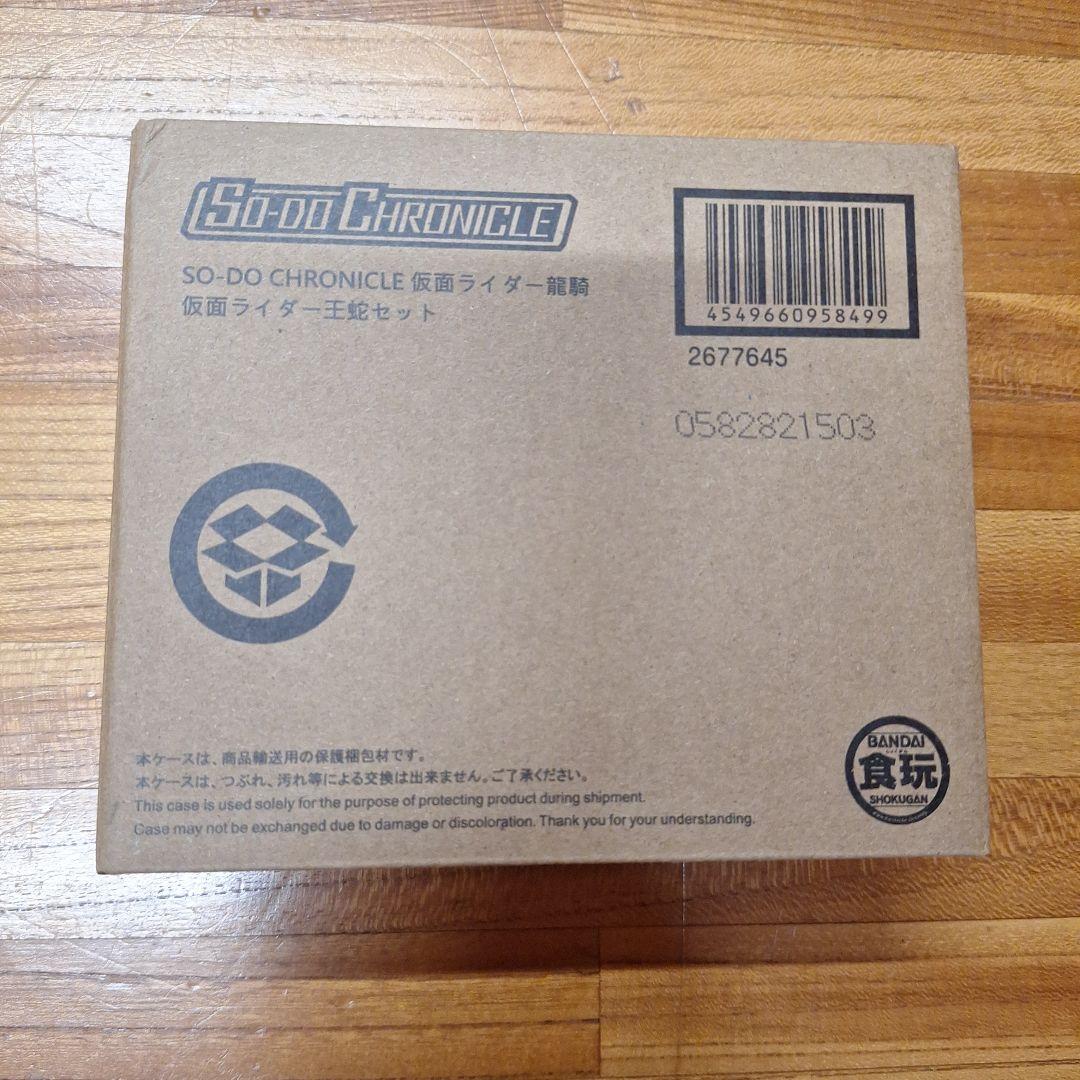 SO-DO CHRONICLE
SO-DO CHRONICLE 仮面ライダー龍騎
仮面ライダー王蛇セット
4549660958499
2677645
0582821503
本ケースは、商品輸送用の保護梱包材です。
本ケースは、つぶれ、汚れ等による交換は出来ません。ご了承ください。
This case is used solely for the purpose of protecting product during shipment.
Case may not be exchanged due to damage or discoloration. Thank you for your understanding.
BANDAI
食玩
SHOKUGAN